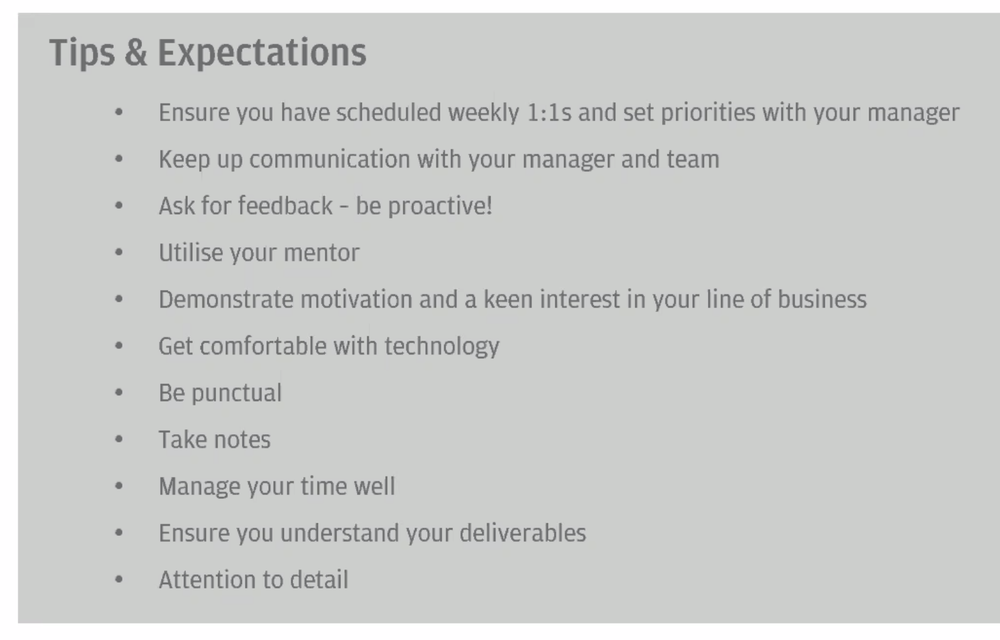 Tips & Expectations
• Ensure you have scheduled weekly 1:1s and set priorities with your manager
• Keep up communication with your manager and team
• Ask for feedback – be proactive!
• Utilise your mentor
• Demonstrate motivation and a keen interest in your line of business
• Get comfortable with technology
• Be punctual
• Take notes
• Manage your time well
• Ensure you understand your deliverables
• Attention to detail